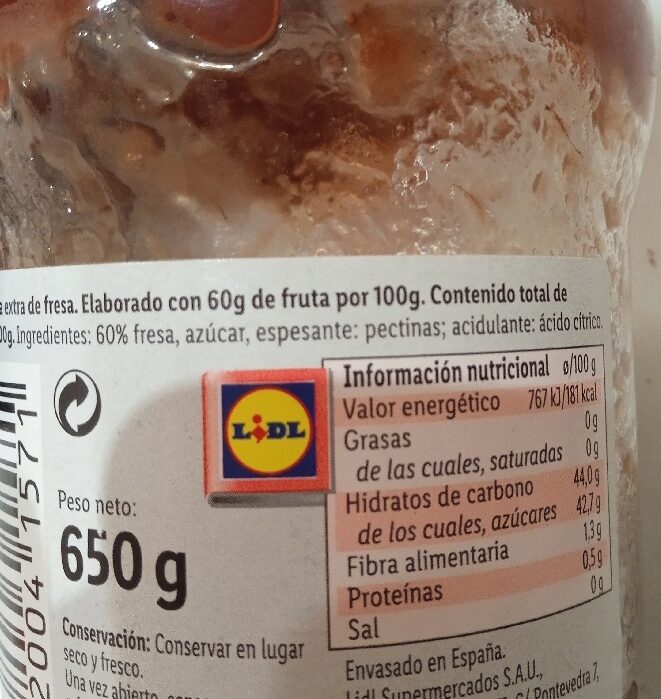 extra de fresa. Elaborado con 60g de fruta por 100g. Contenido total de
Ingredientes: 60% fresa, azúcar, espesante: pectinas; acidulante: ácido cítrico.
Información nutricional ø/100 g
Valor energético 767 kJ/181 kcal
Grasas 0g
de las cuales, saturadas 0g
Hidratos de carbono 44,0 g
de los cuales, azúcares 42,7 g
Fibra alimentaria 1,3 g
Proteínas 0,5 g
Sal 0 g
LIDL
Peso neto:
650 g
Conservación: Conservar en lugar
seco y fresco.
Una vez abierto
Envasado en España.
Lidl Supermercados S.A.U.,
C/ Pontevedra 7,
2004 1571